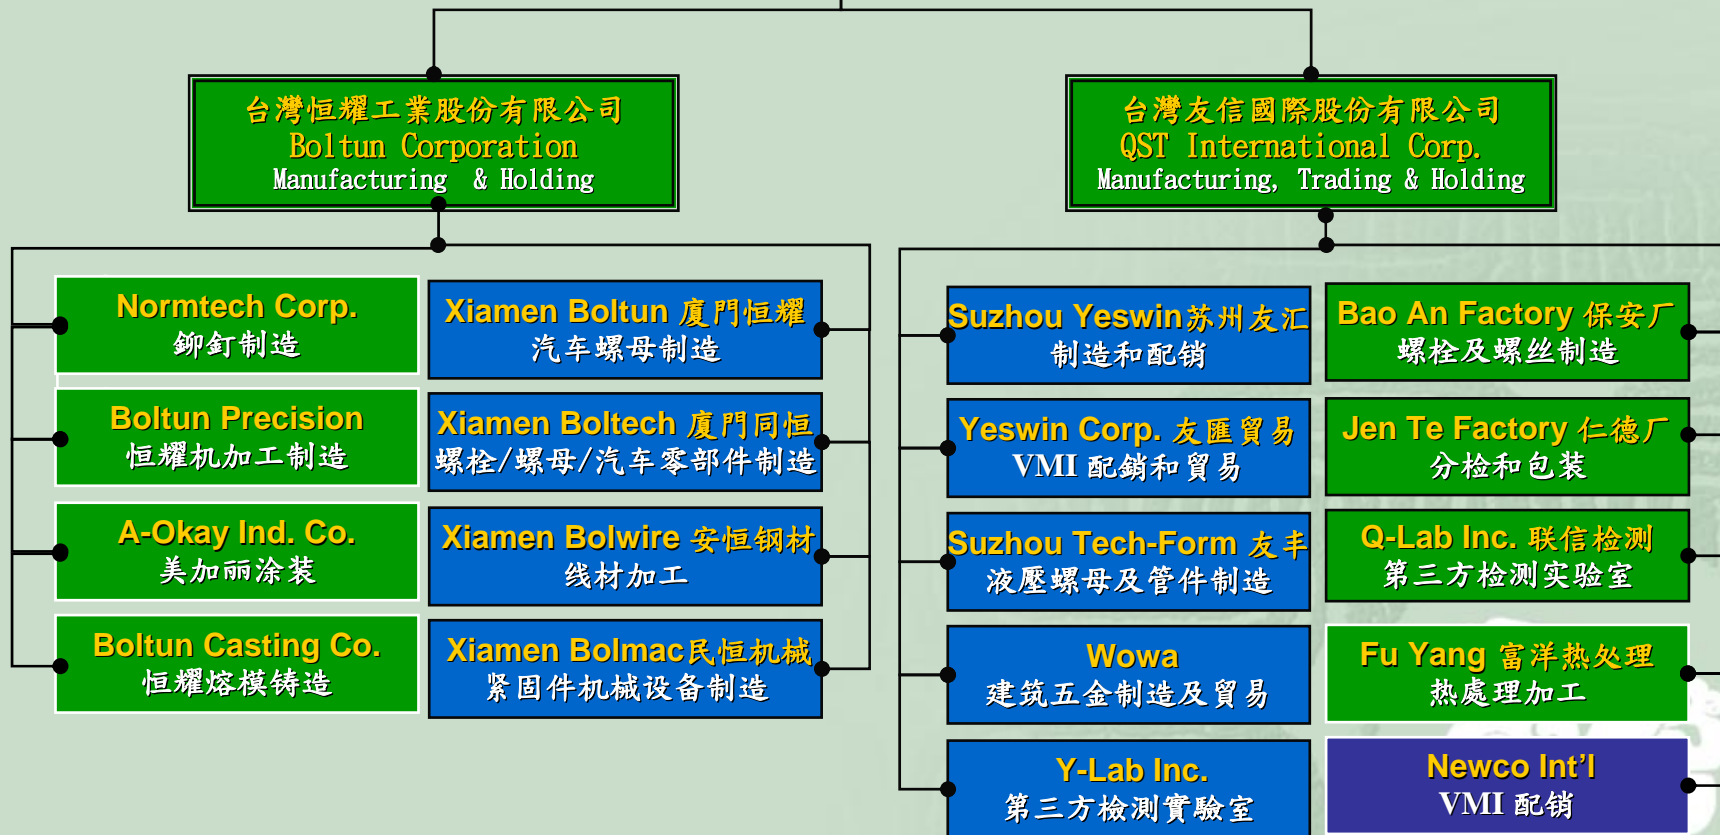 台灣恒耀工業股份有限公司
Boltun Corporation
Manufacturing & Holding
台灣友信國際股份有限公司
QST International Corp.
Manufacturing, Trading & Holding
Normtech Corp.
鉚釘制造
Boltun Precision
恒耀机加工制造
A-Okay Ind. Co.
美加丽涂装
Boltun Casting Co.
恒耀熔模铸造
Xiamen Boltun 廈門恒耀
汽车螺母制造
Xiamen Boltech 廈門同恒
螺栓/螺母/汽车零部件制造
Xiamen Bolwire 安恒钢材
线材加工
Xiamen Bolmac民恒机械
紧固件机械设备制造
Suzhou Yeswin苏州友汇
制造和配销
Yeswin Corp. 友匯貿易
VMI 配銷和貿易
Suzhou Tech-Form 友丰
液壓螺母及管件制造
Wowa
建筑五金制造及貿易
Y-Lab Inc.
第三方檢測實驗室
Bao An Factory 保安厂
螺栓及螺丝制造
Jen Te Factory 仁德厂
分检和包装
Q-Lab Inc. 联信检测
第三方检测实验室
Fu Yang 富洋热处理
热處理加工
Newco Int’l
VMI 配销